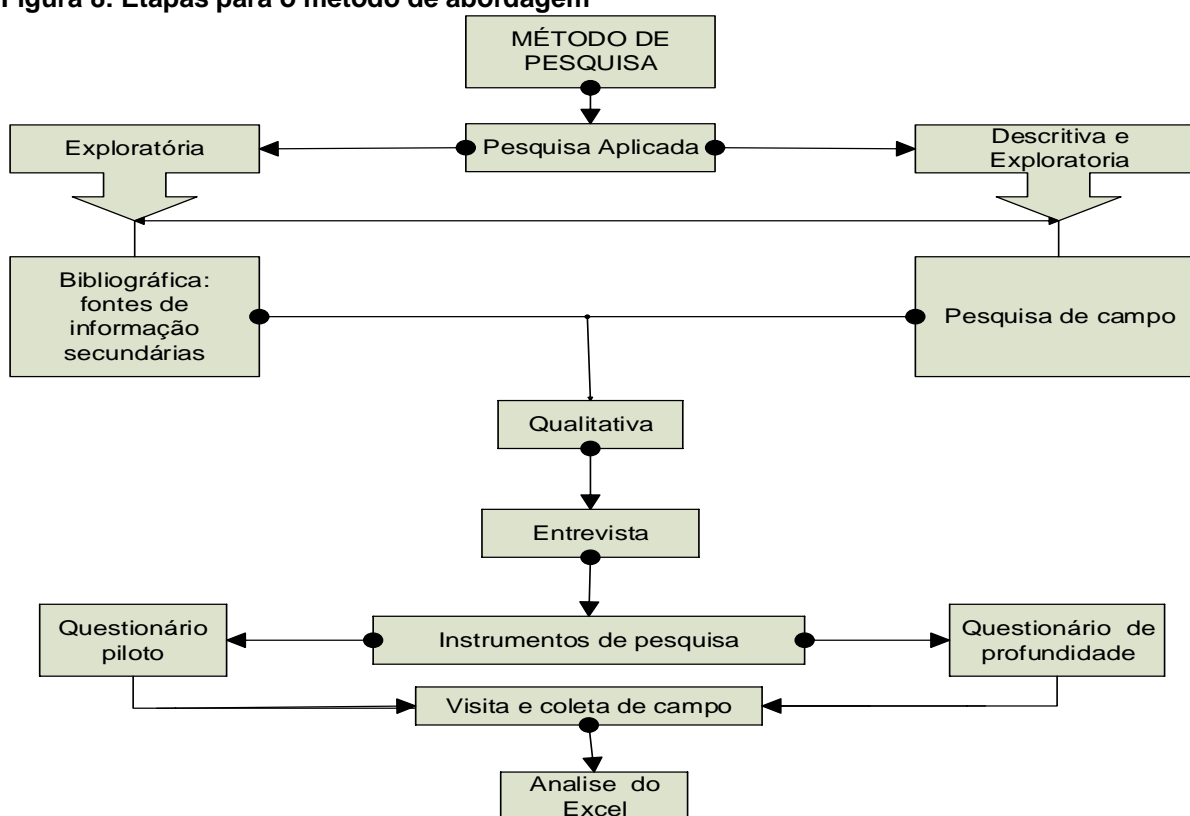 Figura 8: Etapas para o método de abordagem
MÉTODO DE
PESQUISA
Exploratória
Pesquisa Aplicada
Descritiva e
Exploratoria
Bibliográfica:
fontes de
informação
secundárias
Pesquisa de campo
Qualitativa
Entrevista
Questionário
piloto
Instrumentos de pesquisa
Questionário de
profundidade
Visita e coleta de campo
Analise do
Excel